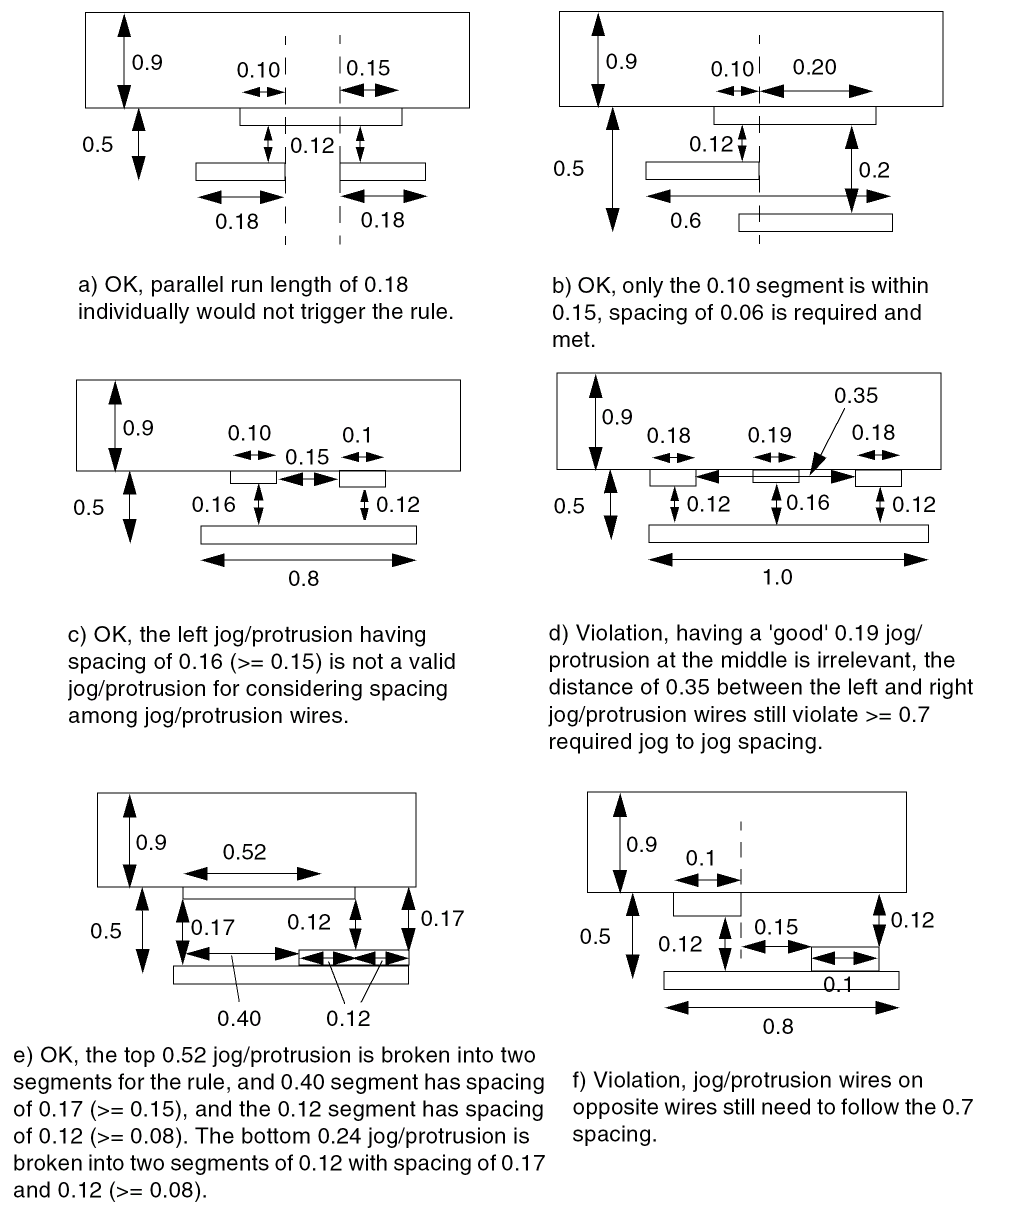 0.9
0.10
0.15
0.5
0.12
0.18
0.18
a) OK, parallel run length of 0.18
individually would not trigger the rule.
0.9
0.10
0.20
0.12
0.5
0.2
0.6
b) OK, only the 0.10 segment is within
0.15, spacing of 0.06 is required and
met.
0.9
0.10
0.1
0.15
0.5
0.16
0.12
0.8
c) OK, the left jog/protrusion having
spacing of 0.16 (>= 0.15) is not a valid
jog/protrusion for considering spacing
among jog/protrusion wires.
0.35
0.9
0.18
0.19
0.18
0.5
0.12
0.16
0.12
1.0
d) Violation, having a 'good' 0.19 jog/
protrusion at the middle is irrelevant, the
distance of 0.35 between the left and right
jog/protrusion wires still violate >= 0.7
required jog to jog spacing.
0.9
0.52
0.5
0.17
0.12
0.17
0.40
0.12
e) OK, the top 0.52 jog/protrusion is broken into two
segments for the rule, and 0.40 segment has spacing
of 0.17 (>= 0.15), and the 0.12 segment has spacing
of 0.12 (>= 0.08). The bottom 0.24 jog/protrusion is
broken into two segments of 0.12 with spacing of 0.17
and 0.12 (>= 0.08).
0.9
0.1
0.5
0.12
0.15
0.12
0.1
0.8
f) Violation, jog/protrusion wires on
opposite wires still need to follow the 0.7
spacing.